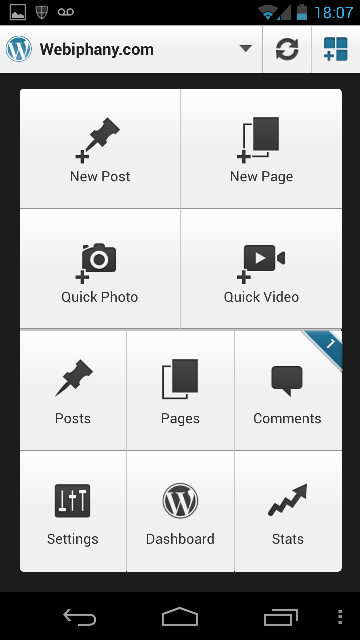 18:07
Webiphany.com
New Post
New Page
Quick Photo
Quick Video
1
Posts
Pages
Comments
Settings
Dashboard
Stats